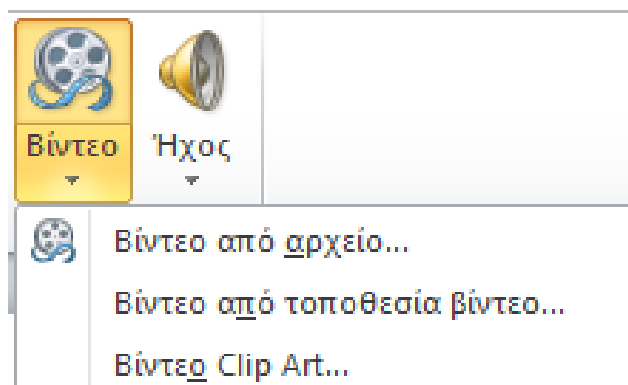 Βίντεο Ήχος
Βίντεο από αρχείο...
Βίντεο από τοποθεσία βίντεο...
Βίντεο Clip Art...